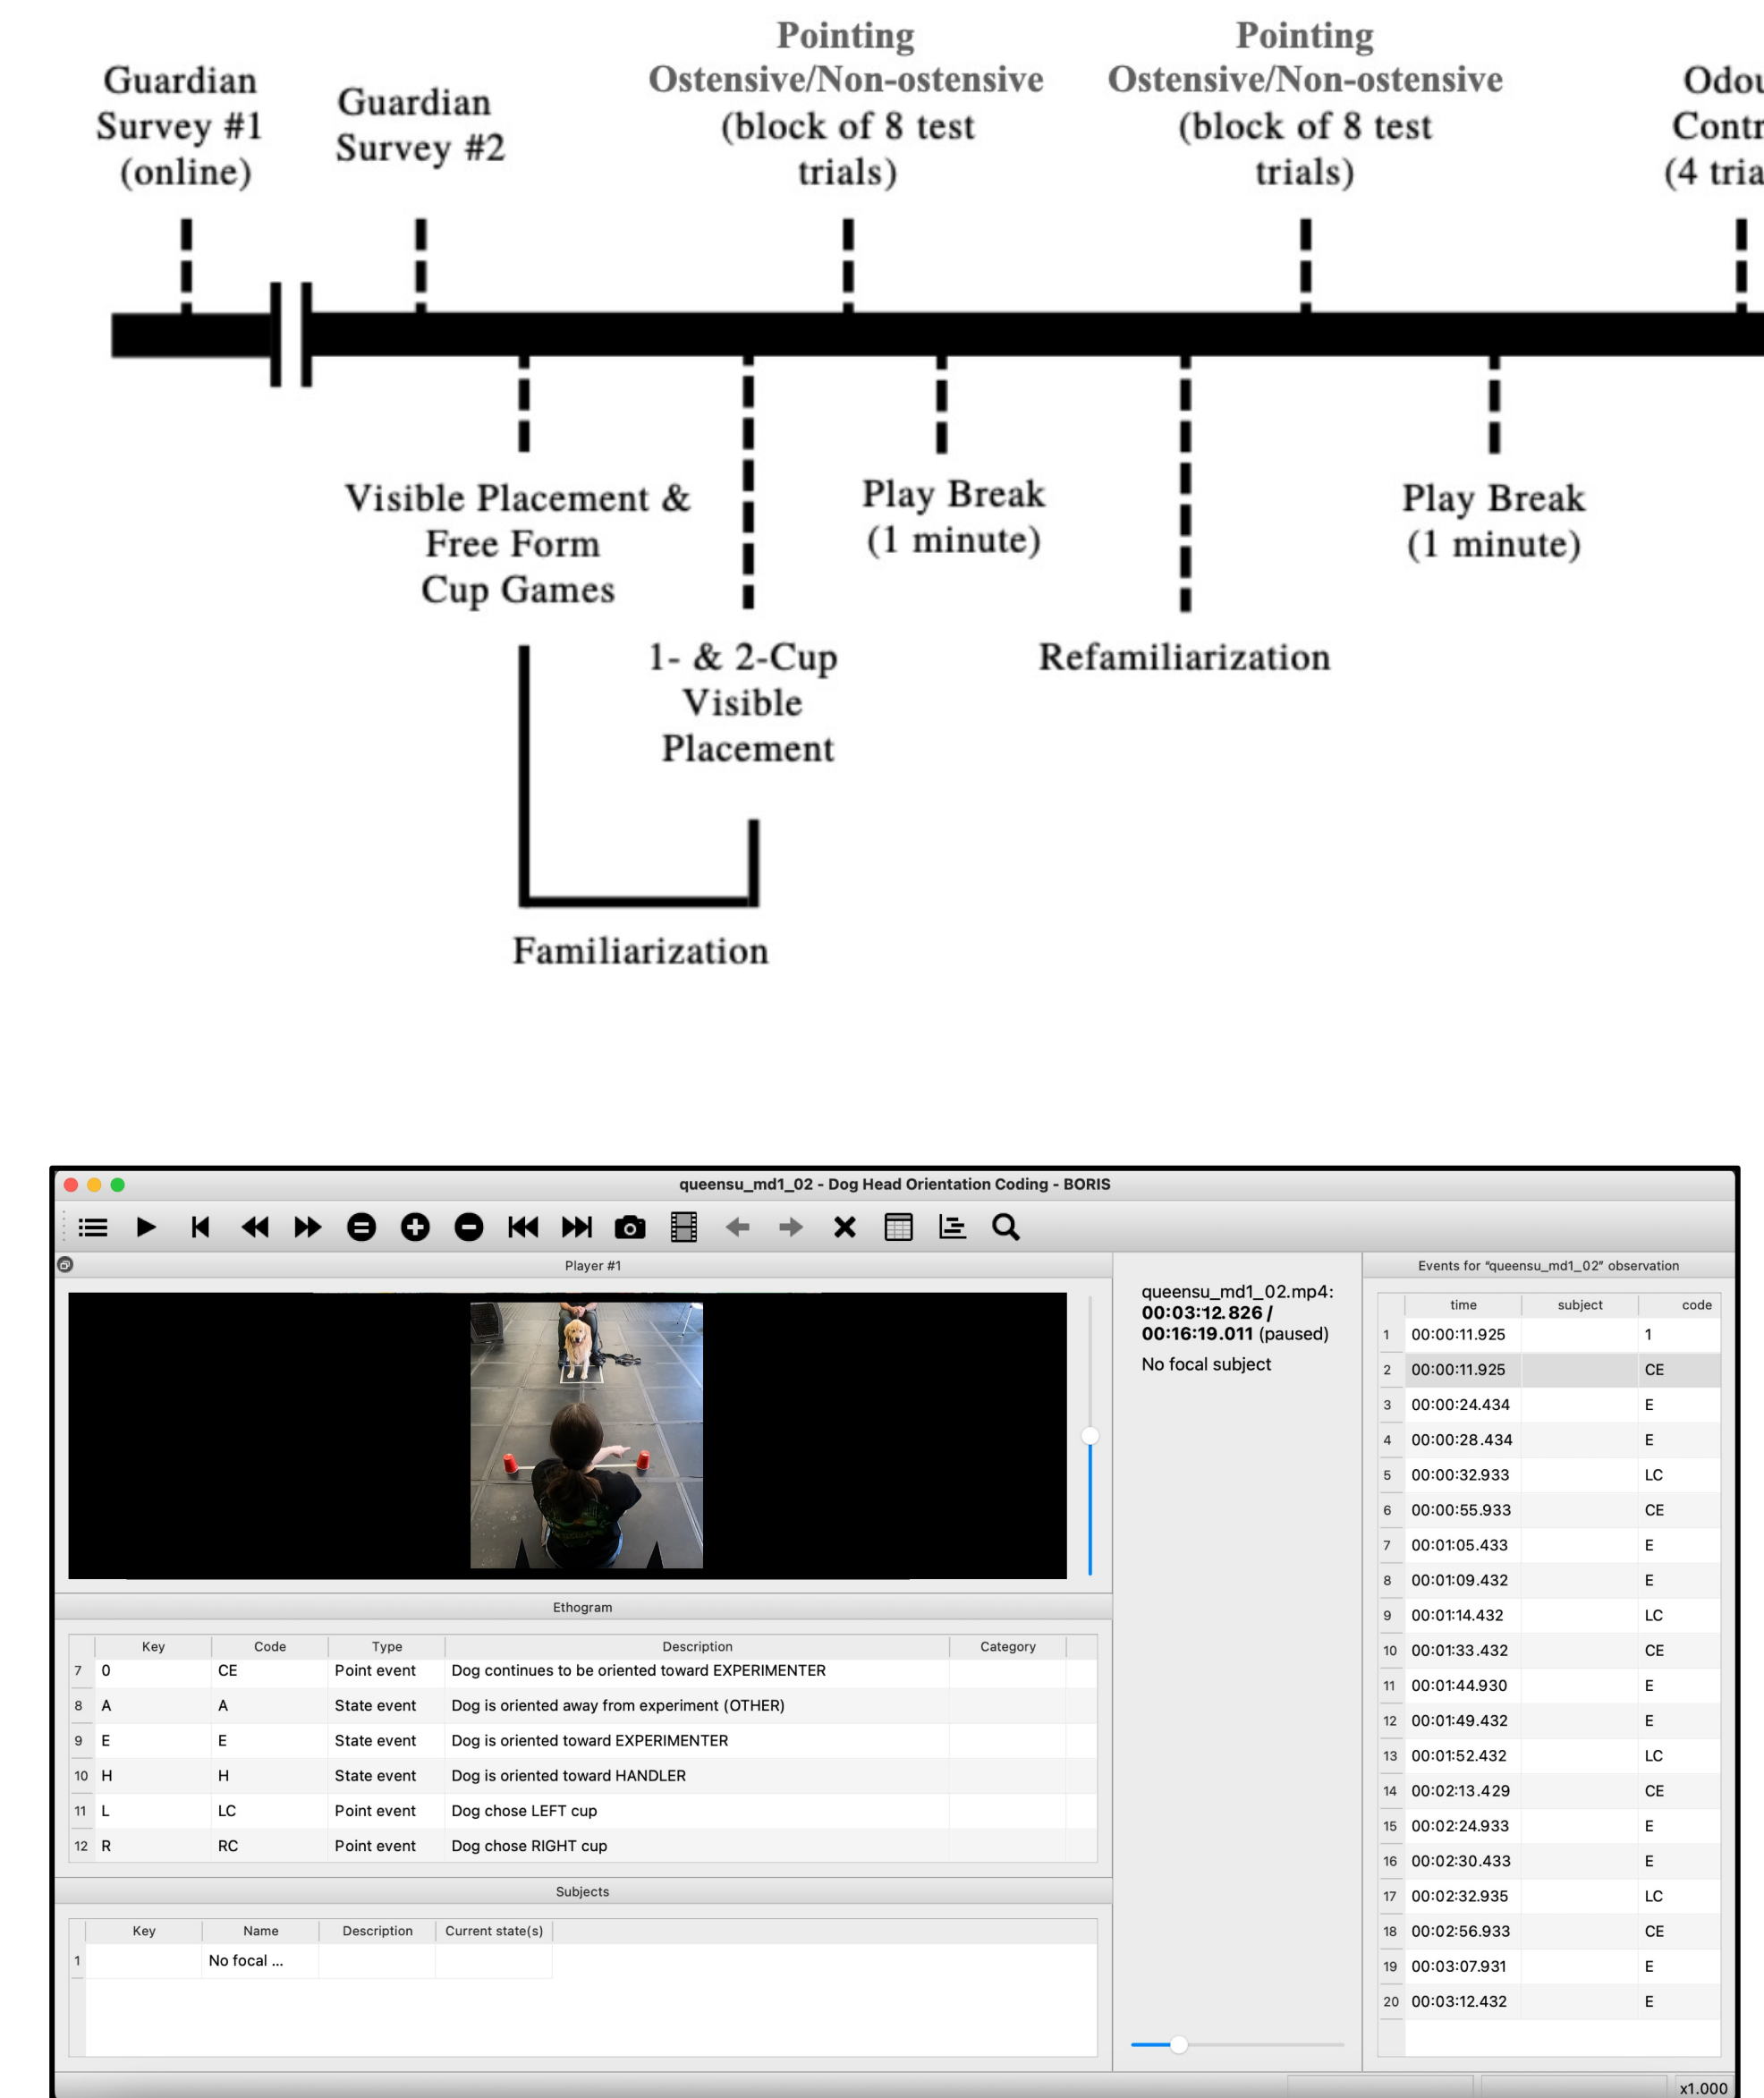 Guardian
Survey #1
(online)
Guardian
Survey #2
Pointing
Ostensive/Non-ostensive
(block of 8 test
trials)
Pointing
Ostensive/Non-ostensive
(block of 8 test
trials)
Odou
Contr
(4 tria
Visible Placement &
Free Form
Cup Games
1- & 2-Cup
Visible
Placement
Play Break
(1 minute)
Refamiliarization
Play Break
(1 minute)
Familiarization
queensu_md1_02 - Dog Head Orientation Coding - BORIS
Player #1
queensu_md1_02.mp4:
00:03:12.826 /
00:16:19.011 (paused)
No focal subject
Ethogram
Key Code Type Description Category
7 0 CE Point event Dog continues to be oriented toward EXPERIMENTER
8 A A State event Dog is oriented away from experiment (OTHER)
9 E E State event Dog is oriented toward EXPERIMENTER
10 H H State event Dog is oriented toward HANDLER
11 L LC Point event Dog chose LEFT cup
12 R RC Point event Dog chose RIGHT cup
Subjects
Key Name Description Current state(s)
1 No focal ...
Events for "queensu_md1_02" observation
time subject code
1 00:00:11.925 1
2 00:00:11.925 CE
3 00:00:24.434 E
4 00:00:28.434 E
5 00:00:32.933 LC
6 00:00:55.933 CE
7 00:01:05.433 E
8 00:01:09.432 E
9 00:01:14.432 LC
10 00:01:33.432 CE
11 00:01:44.930 E
12 00:01:49.432 E
13 00:01:52.432 LC
14 00:02:13.429 CE
15 00:02:24.933 E
16 00:02:30.433 E
17 00:02:32.935 LC
18 00:02:56.933 CE
19 00:03:07.931 E
20 00:03:12.432 E
x1.000